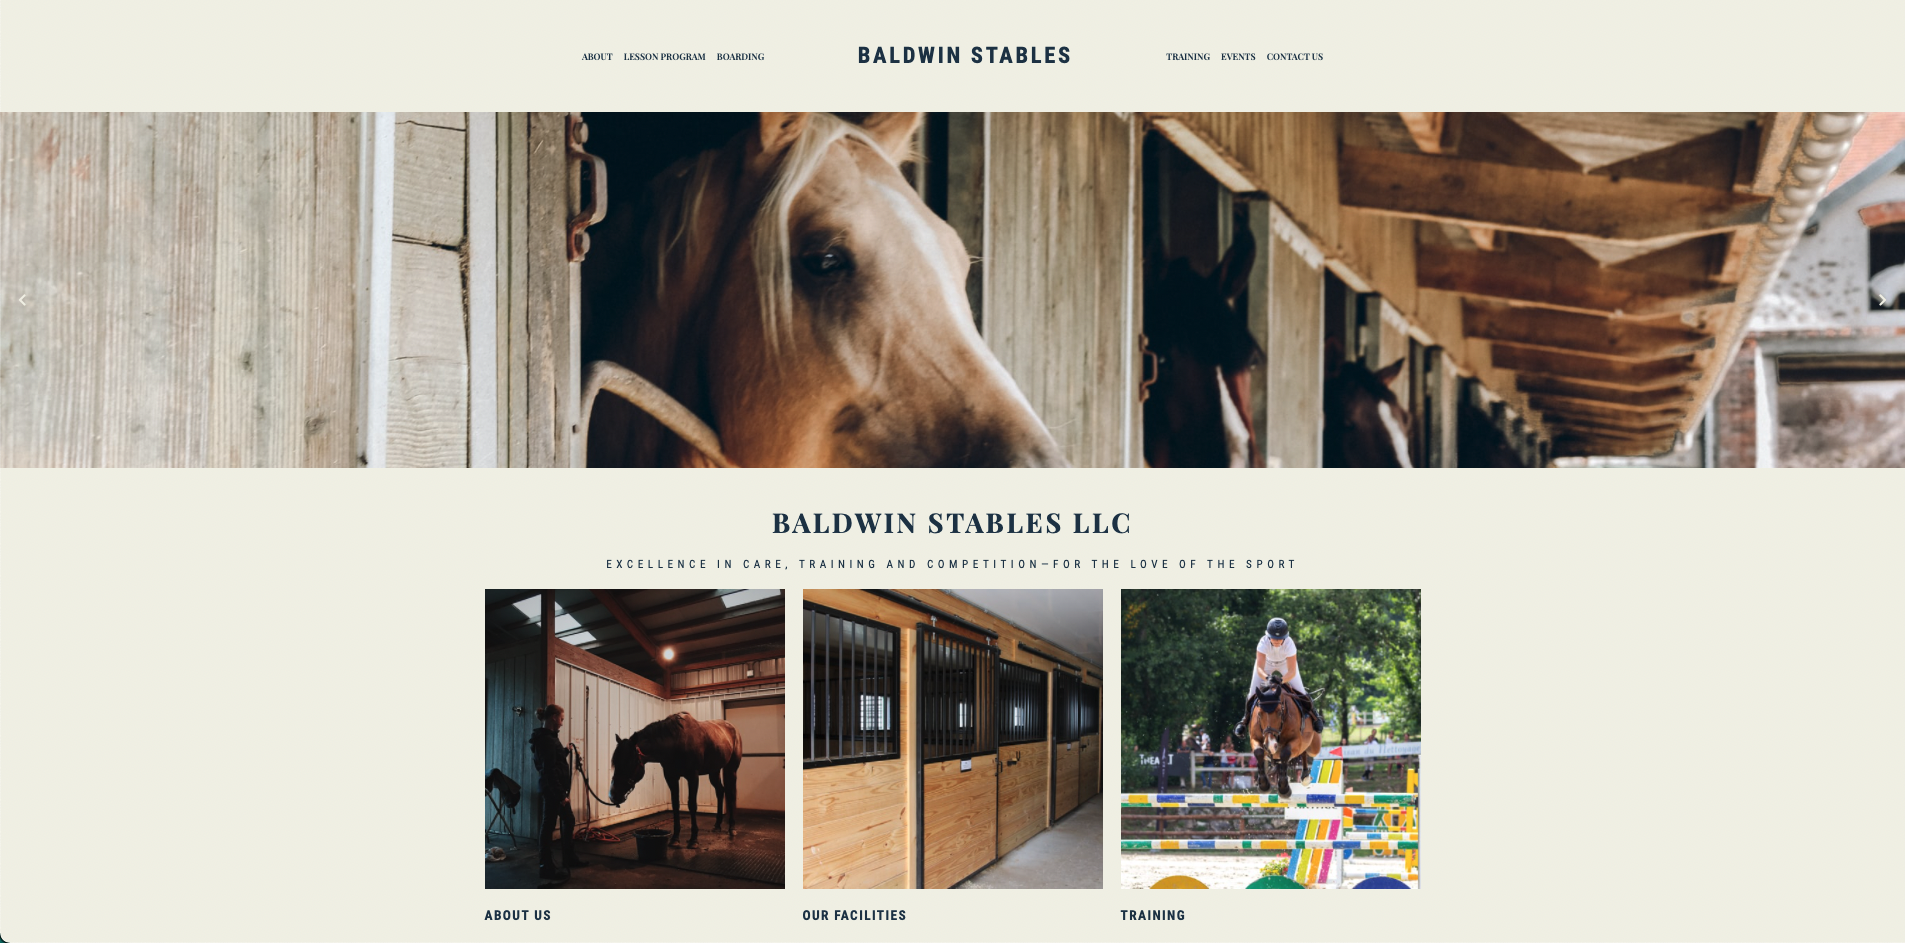 ABOUT LESSON PROGRAM BOARDING BALDWIN STABLES TRAINING EVENTS CONTACT US
BALDWIN STABLES LLC
EXCELLENCE IN CARE, TRAINING AND COMPETITION—FOR THE LOVE OF THE SPORT
ABOUT US OUR FACILITIES TRAINING